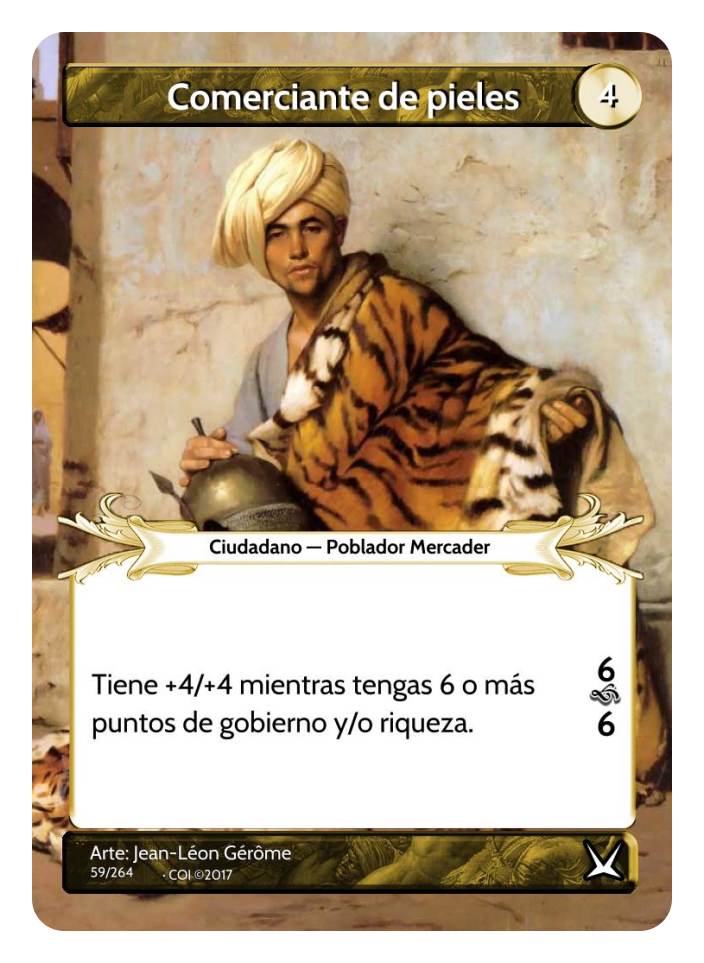 Comerciante de pieles
4
Ciudadano — Poblador Mercader
Tiene +4/+4 mientras tengas 6 o más
puntos de gobierno y/o riqueza.
6
6
Arte: Jean-Léon Gérôme
59/264 · COI ©2017